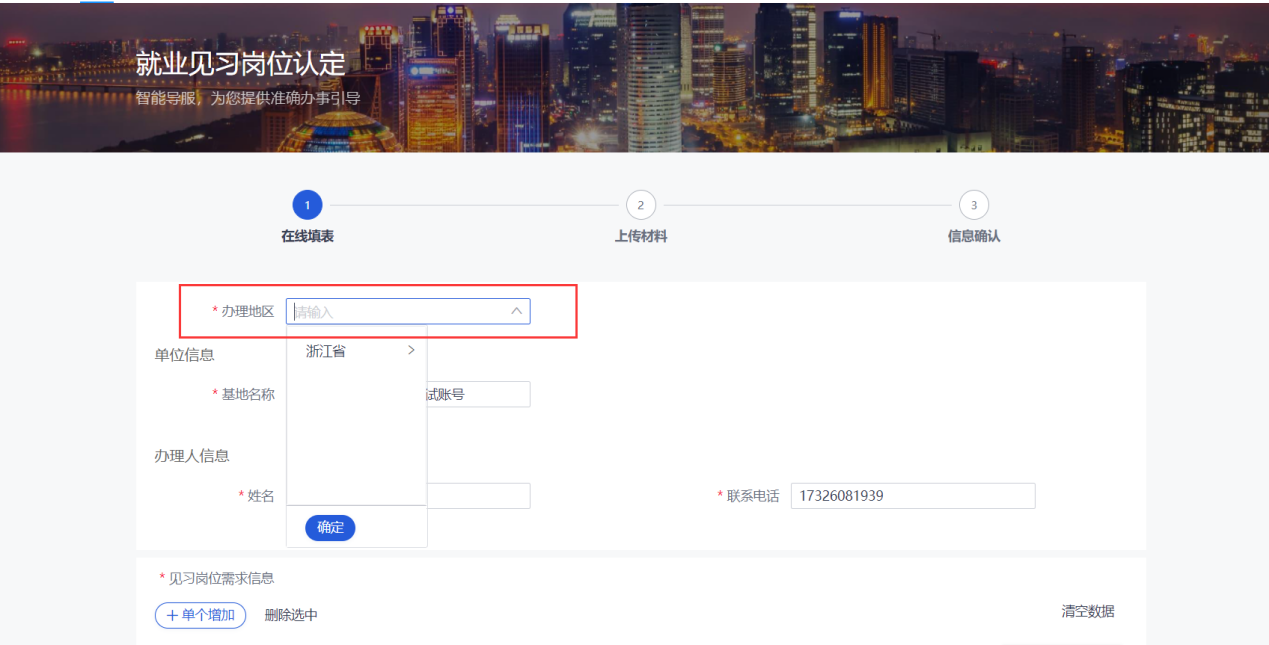 就业见习岗位认定
智能导服，为您提供准确办事引导
1
2
3
在线填表
上传材料
信息确认
* 办理地区 请输入
浙江省 >
单位信息
* 基地名称 试账号
办理人信息
* 姓名
* 联系电话 17326081939
确定
* 见习岗位需求信息
+ 单个增加 删除选中 清空数据